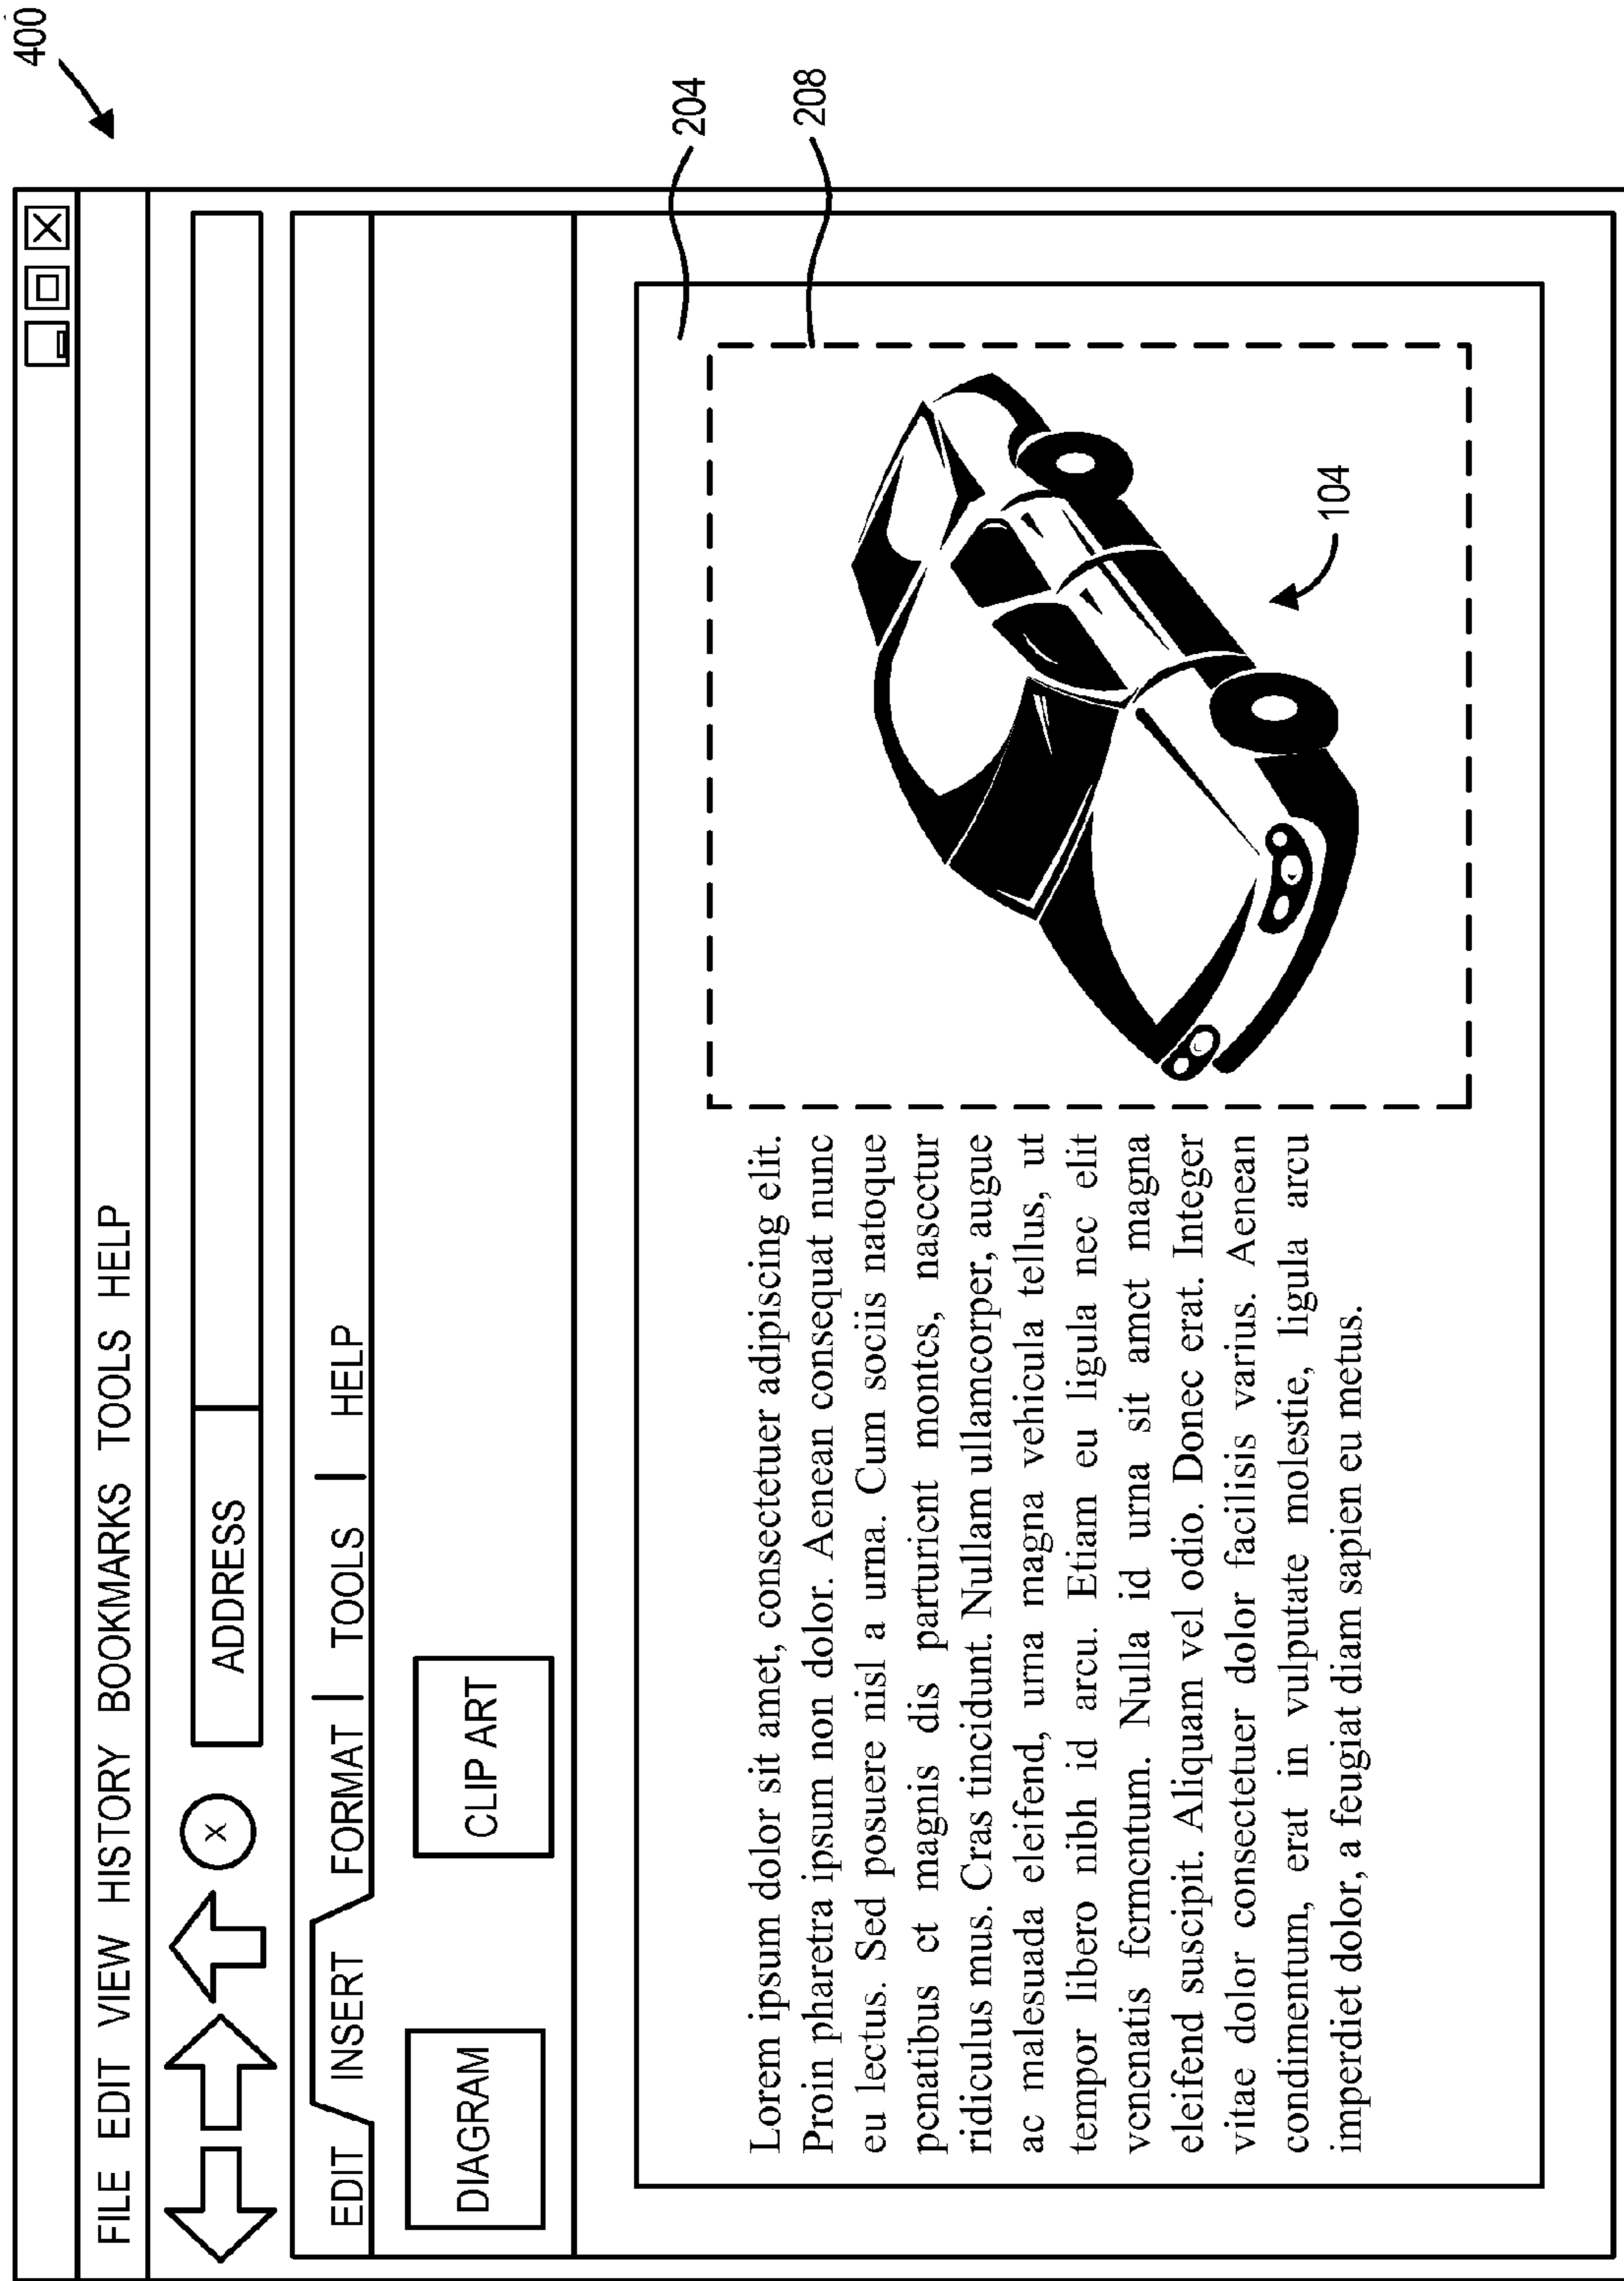 400
FILE EDIT VIEW HISTORY BOOKMARKS TOOLS HELP
X
ADDRESS
EDIT INSERT FORMAT | TOOLS | HELP
DIAGRAM
CLIP ART
204
208
Lorem ipsum dolor sit amet, consectetuer adipiscing elit.
Proin pharetra ipsum non dolor. Aenean consequat nunc
eu lectus. Sed posuere nisl a urna. Cum sociis natoque
penatibus et magnis dis parturient montes, nascetur
ridiculus mus. Cras tincidunt. Nullam ullamcorper, augue
ac malesuada eleifend, urna magna vehicula tellus, ut
tempor libero nibh id arcu. Etiam eu ligula nec elit
venenatis fermentum. Nulla id urna sit amet magna
eleifend suscipit. Aliquam vel odio. Donec erat. Integer
vitae dolor consectetuer dolor facilisis varius. Aenean
condimentum, erat in vulputate molestie, ligula arcu
imperdiet dolor, a feugiat diam sapien eu metus.
104